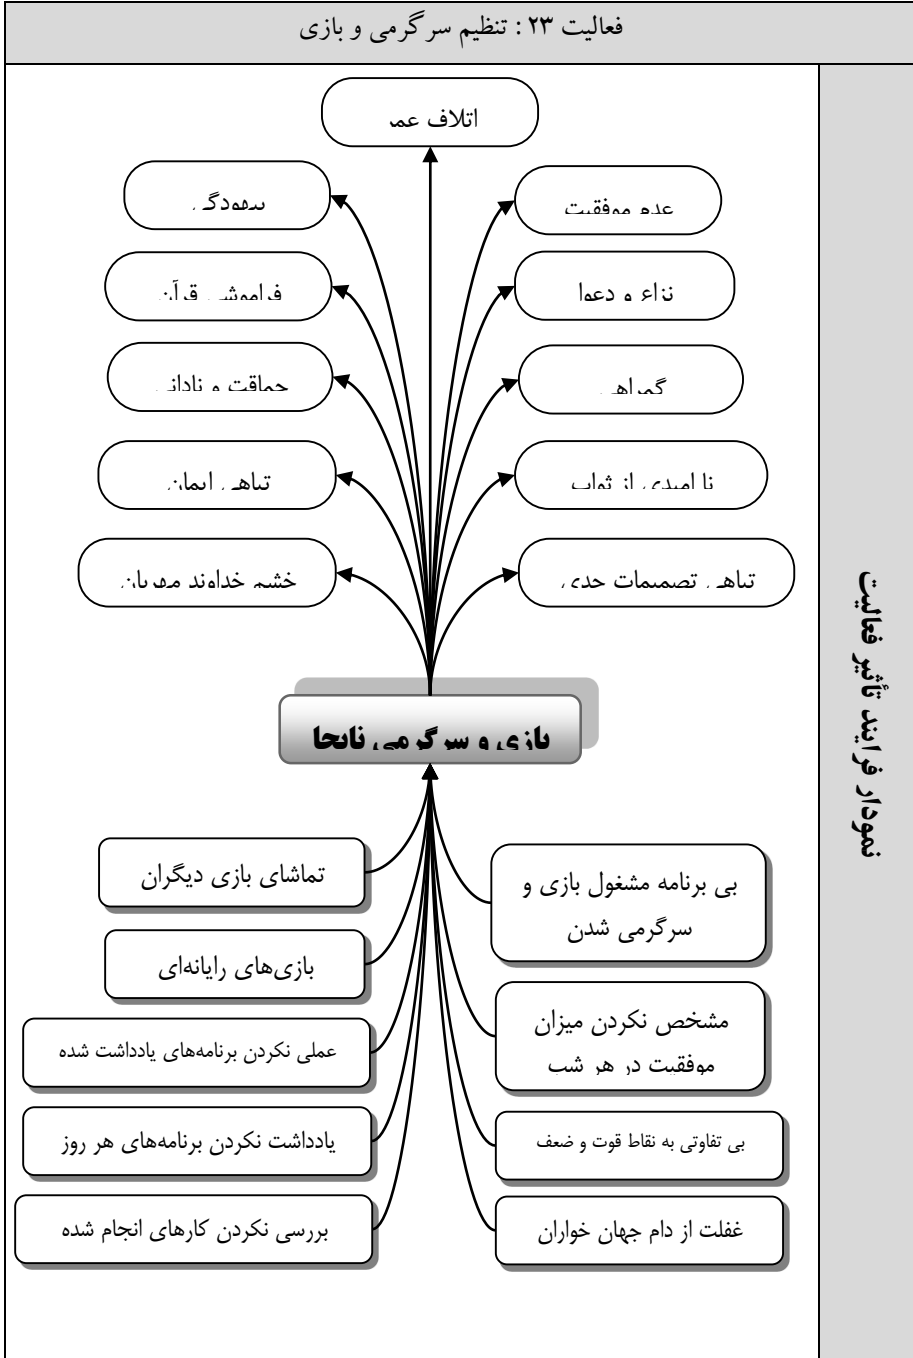 فعالیت ۲۳ : تنظیم سرگرمی و بازی
نمودار فرایند تأثیر فعالیت
اتلاف عمر
عدم موفقیت
بیهودگی
نزاع و دعوا
فراموشی قرآن
گمراهی
حماقت و نادانی
نا امیدی از ثواب
تباهی ایمان
تباهی تصمیمات جدی
خشم خداوند مهربان
بازی و سرگرمی نابجا
بی برنامه مشغول بازی و
سرگرمی شدن
تماشای بازی دیگران
بازی‌های رایانه‌ای
مشخص نکردن میزان
موفقیت در هر شب
عملی نکردن برنامه‌های یادداشت شده
بی تفاوتی به نقاط قوت و ضعف
یادداشت نکردن برنامه‌های هر روز
غفلت از دام جهان خواران
بررسی نکردن کارهای انجام شده